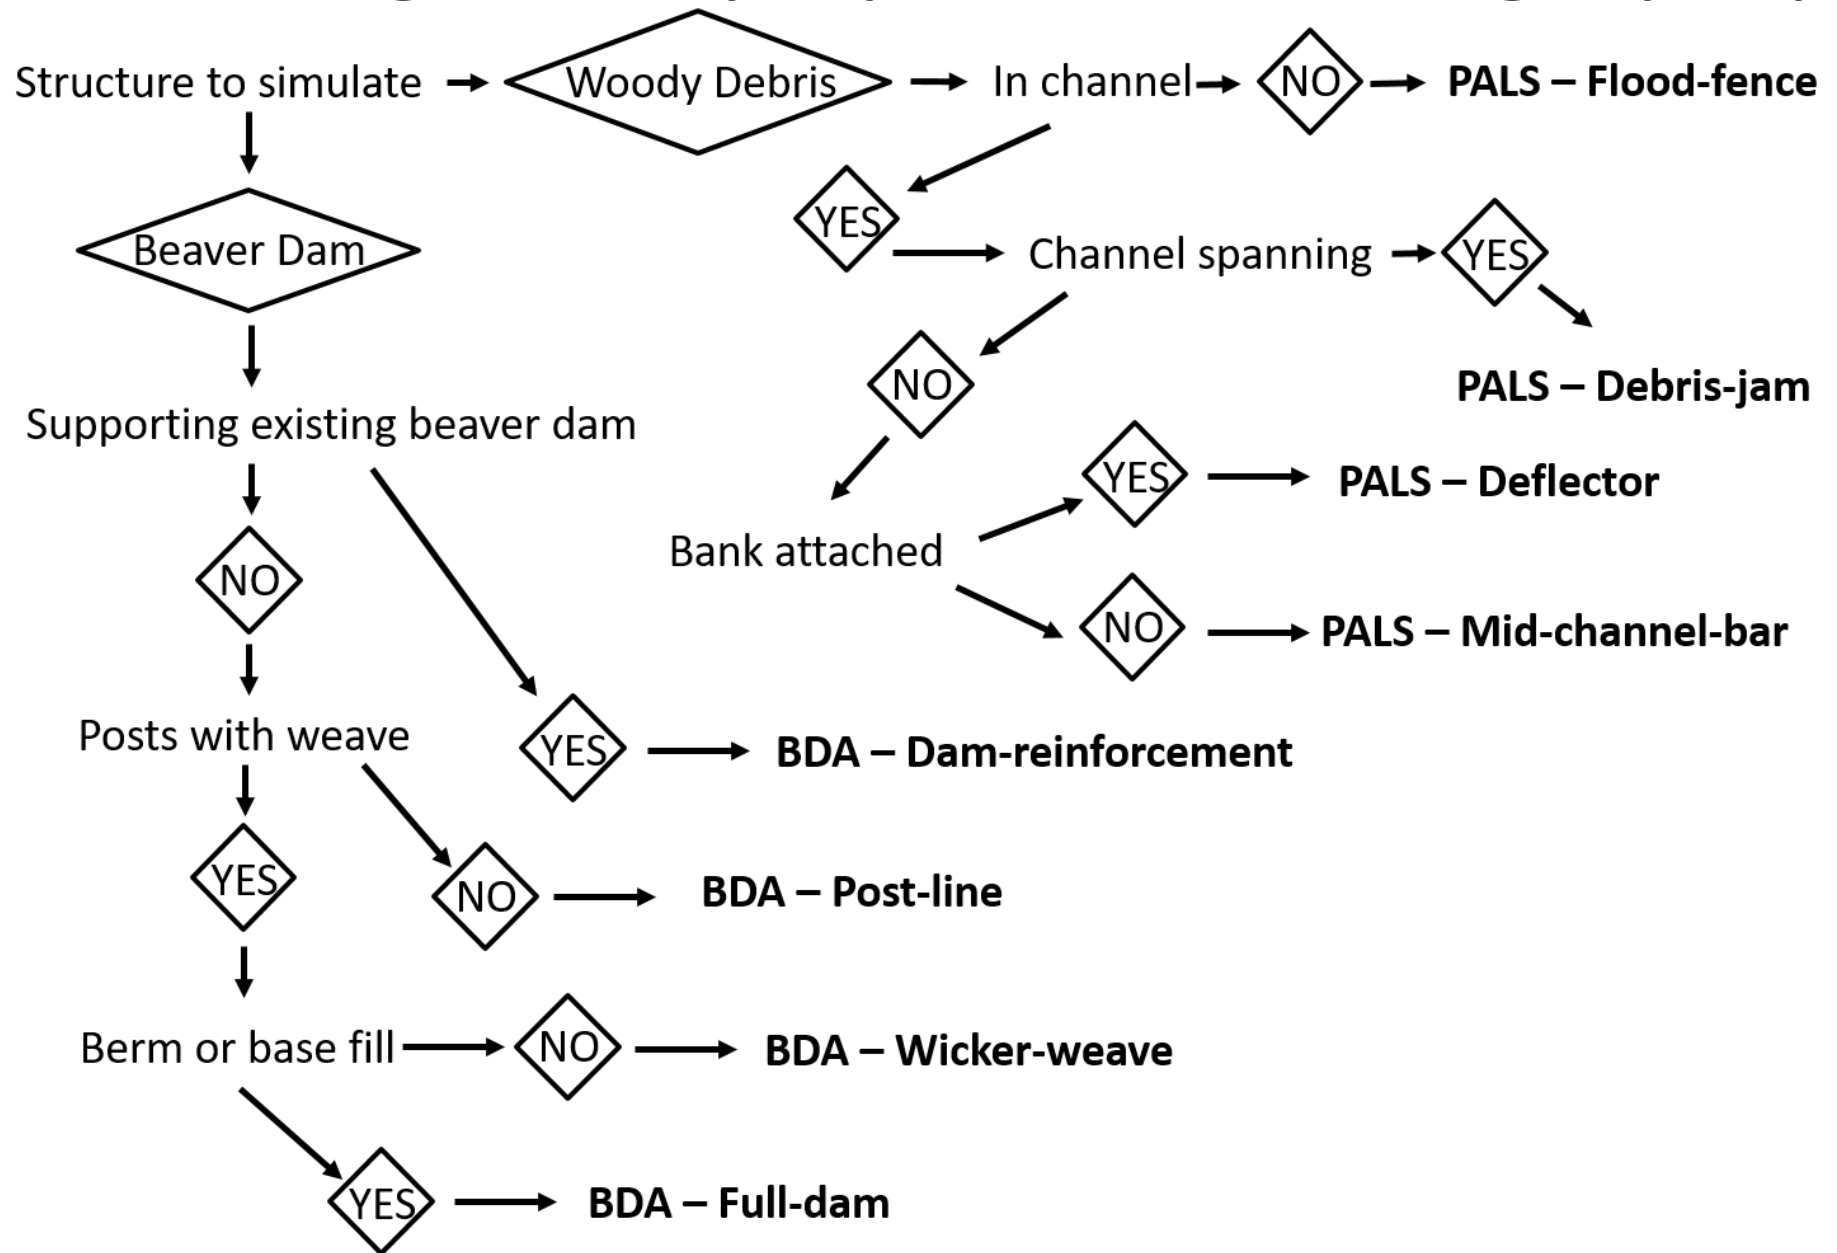 Structure to simulate
Woody Debris
In channel
NO
PALS – Flood-fence
YES
Channel spanning
YES
Beaver Dam
NO
PALS – Debris-jam
Supporting existing beaver dam
YES
PALS – Deflector
Bank attached
NO
NO
PALS – Mid-channel-bar
Posts with weave
YES
BDA – Dam-reinforcement
YES
NO
BDA – Post-line
Berm or base fill
NO
BDA – Wicker-weave
YES
BDA – Full-dam